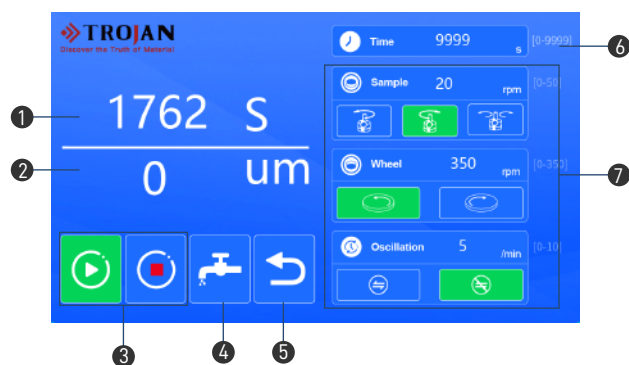 TROJAN
Discover the Truth of Material
Time 9999 s [0-9999]
6
Sample 20 rpm [0-50]
1
1762 S
2
0 um
Wheel 350 rpm [0-350]
7
Oscillation 5 /min [0-10]
3
4
5